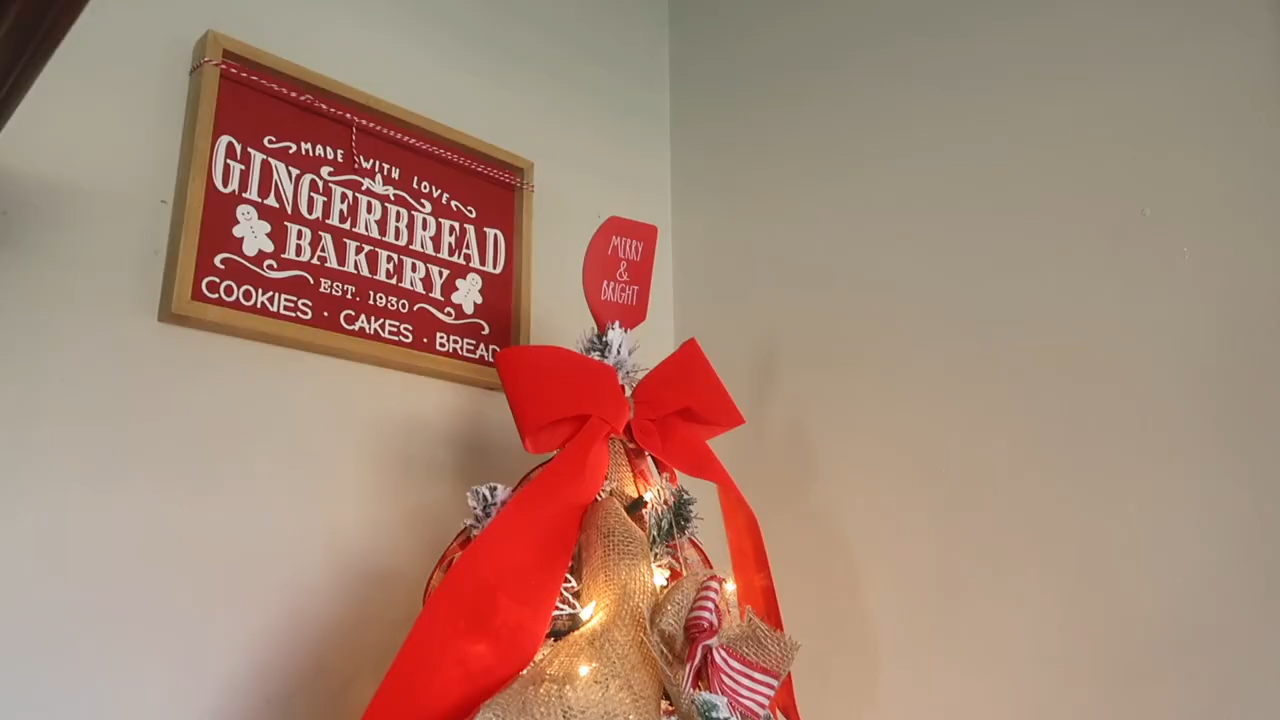 MADE WITH LOVE
GINGERBREAD
BAKERY
EST. 1930
COOKIES · CAKES · BREAD
MERRY
&
BRIGHT